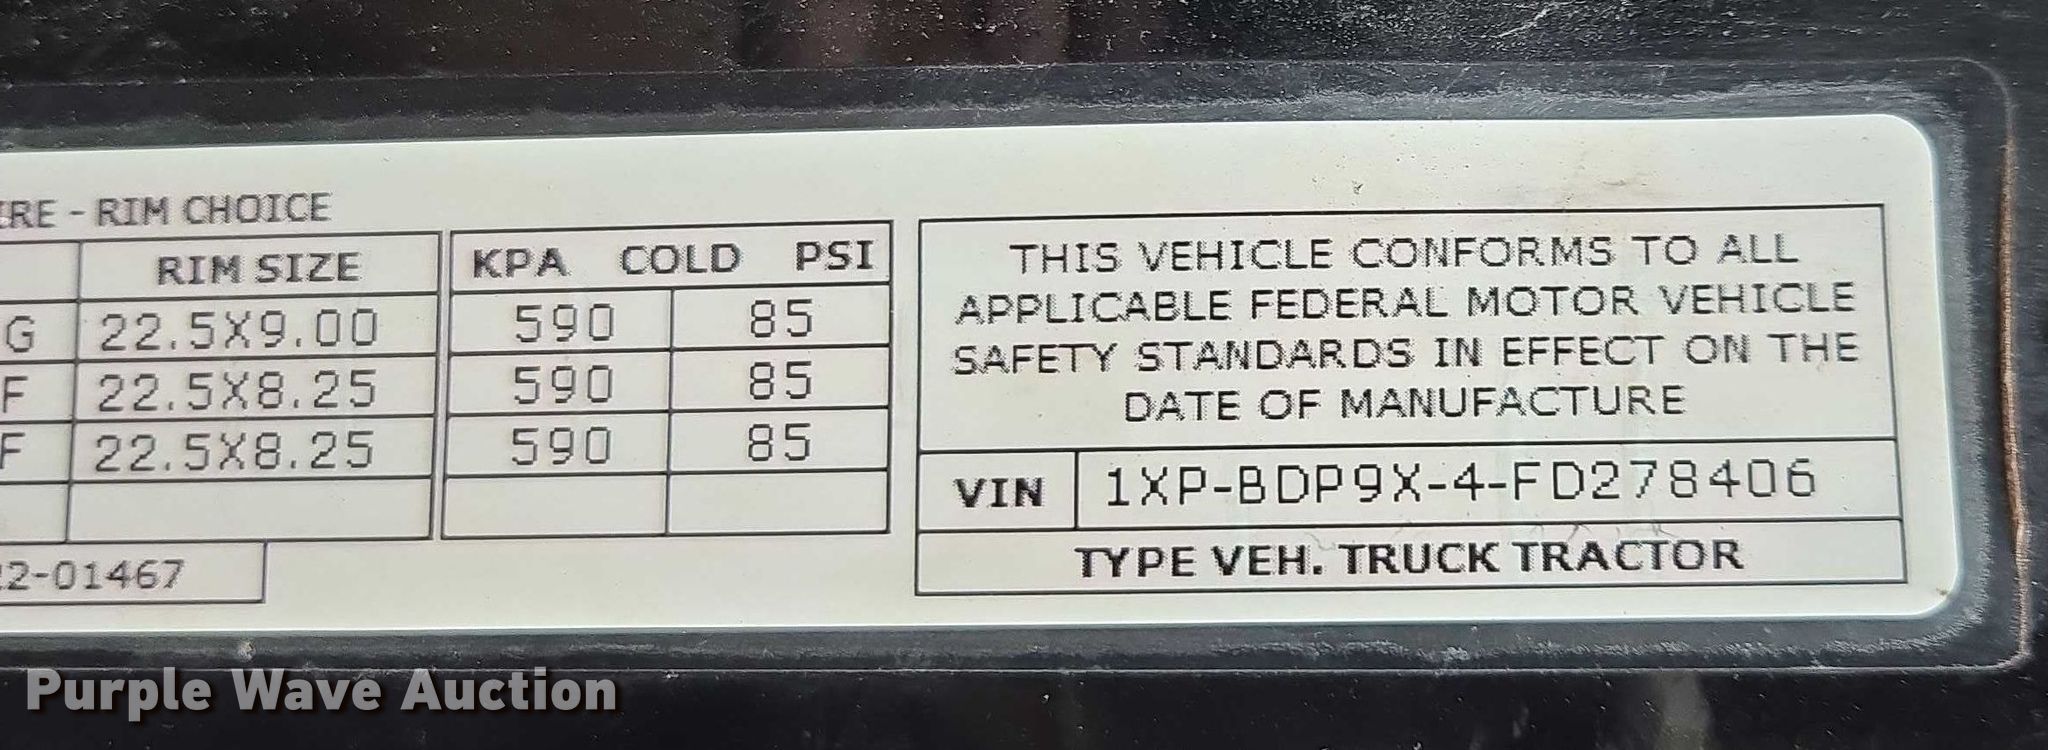 IRE - RIM CHOICE
RIM SIZE KPA COLD PSI
G 22.5X9.00 590 85
F 22.5X8.25 590 85
F 22.5X8.25 590 85
22-01467
THIS VEHICLE CONFORMS TO ALL
APPLICABLE FEDERAL MOTOR VEHICLE
SAFETY STANDARDS IN EFFECT ON THE
DATE OF MANUFACTURE
VIN 1XP-BDP9X-4-FD278406
TYPE VEH. TRUCK TRACTOR
Purple Wave Auction